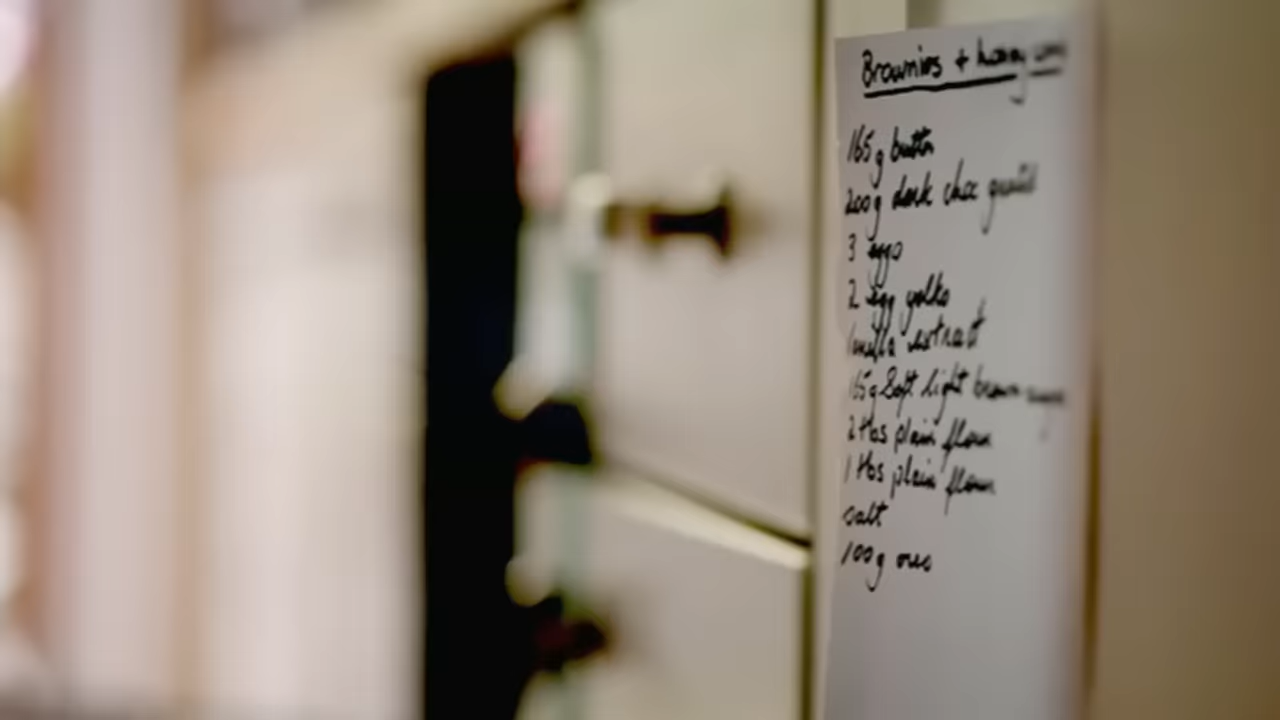 Brownies +
165g butter
200g dark choc
3 eggs
2 egg yolks
vanilla extract
165g Soft light brown
2 tbs plain flour
1 tbs plain flour
salt
100g oreo